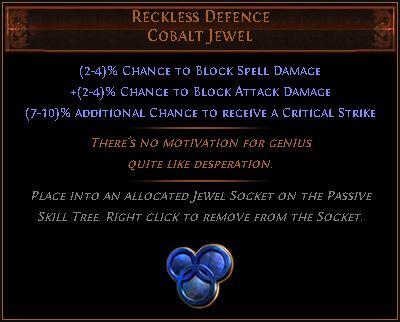 Reckless Defence
Cobalt Jewel
(2-4)% Chance to Block Spell Damage
+(2-4)% Chance to Block Attack Damage
(7-10)% additional Chance to receive a Critical Strike
There's no motivation for genius
quite like desperation.
Place into an allocated Jewel Socket on the Passive
Skill Tree. Right click to remove from the Socket.